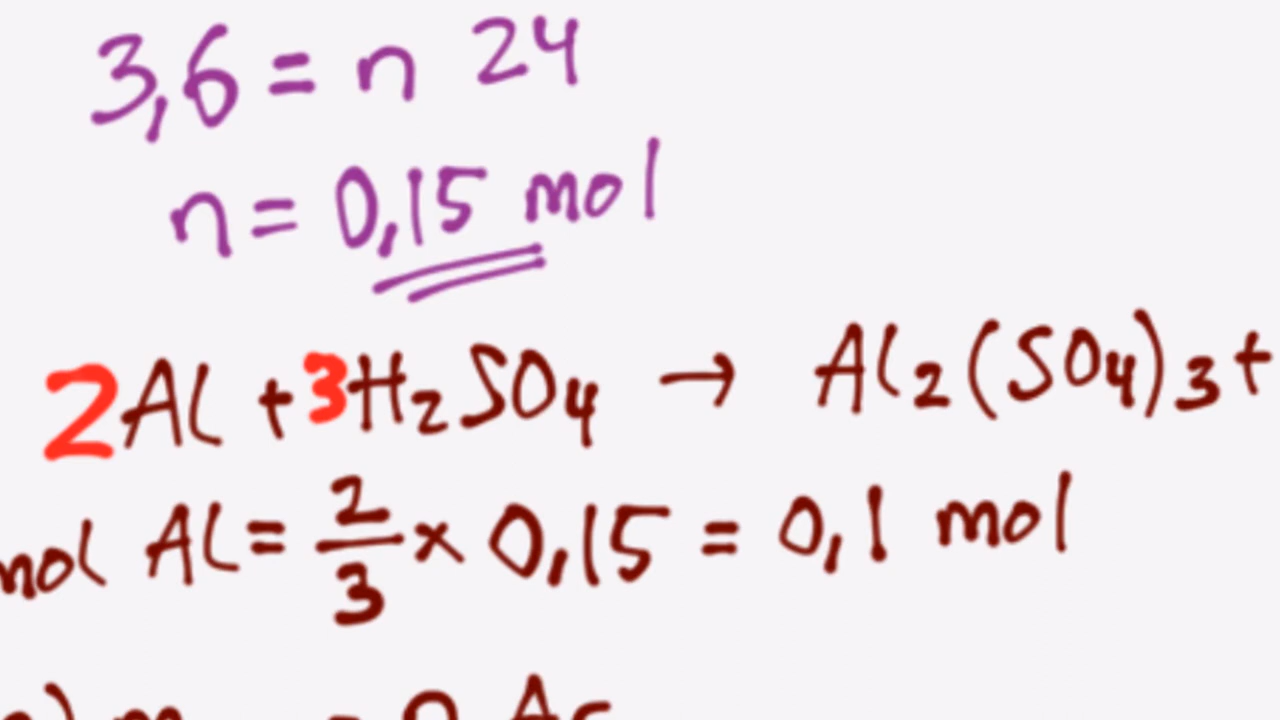 3,6 = n 24
n = 0,15 mol
2Al + 3H₂SO₄ → Al₂(SO₄)₃ +
mol Al = 2/3 × 0,15 = 0,1 mol